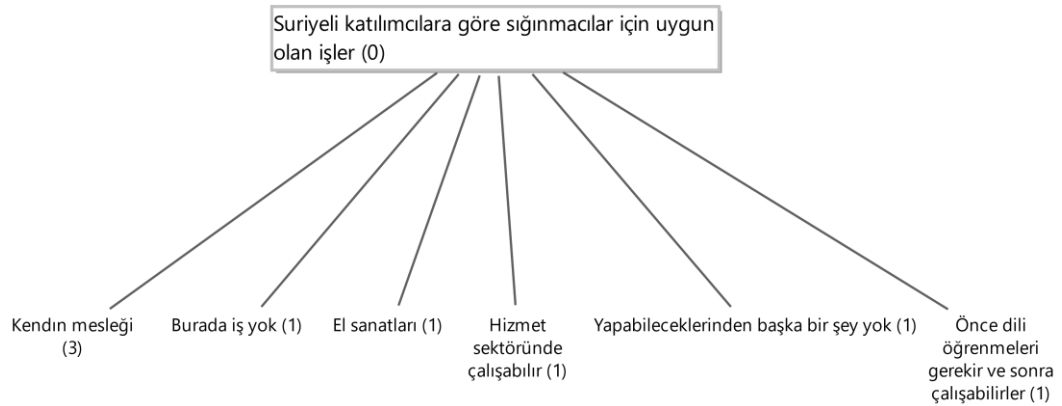 Suriyeli katılımcılara göre sığınmacılar için uygun
olan işler (0)
Kendın mesleği
(3)
Burada iş yok (1)
El sanatları (1)
Hizmet
sektöründe
çalışabılır (1)
Yapabileceklerinden başka bir şey yok (1)
Önce dili
öğrenmeleri
gerekir ve sonra
çalışabilirler (1)